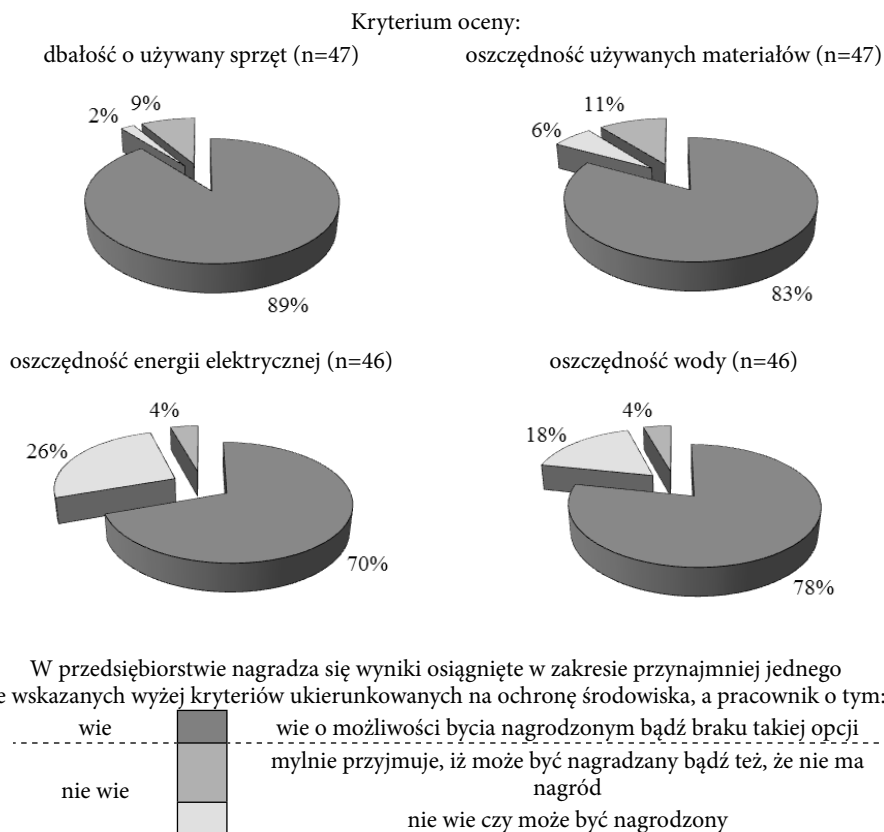 Kryterium oceny:
dbałość o używany sprzęt (n=47)
oszczędność używanych materiałów (n=47)
2%
9%
89%
6%
11%
83%
oszczędność energii elektrycznej (n=46)
oszczędność wody (n=46)
26%
4%
70%
18%
4%
78%
W przedsiębiorstwie nagradza się wyniki osiągnięte w zakresie przynajmniej jednego
e wskazanych wyżej kryteriów ukierunkowanych na ochronę środowiska, a pracownik o tym:
wie
wie o możliwości bycia nagrodzonym bądź braku takiej opcji
nie wie
mylnie przyjmuje, iż może być nagradzany bądź też, że nie ma
nagród
nie wie czy może być nagrodzony